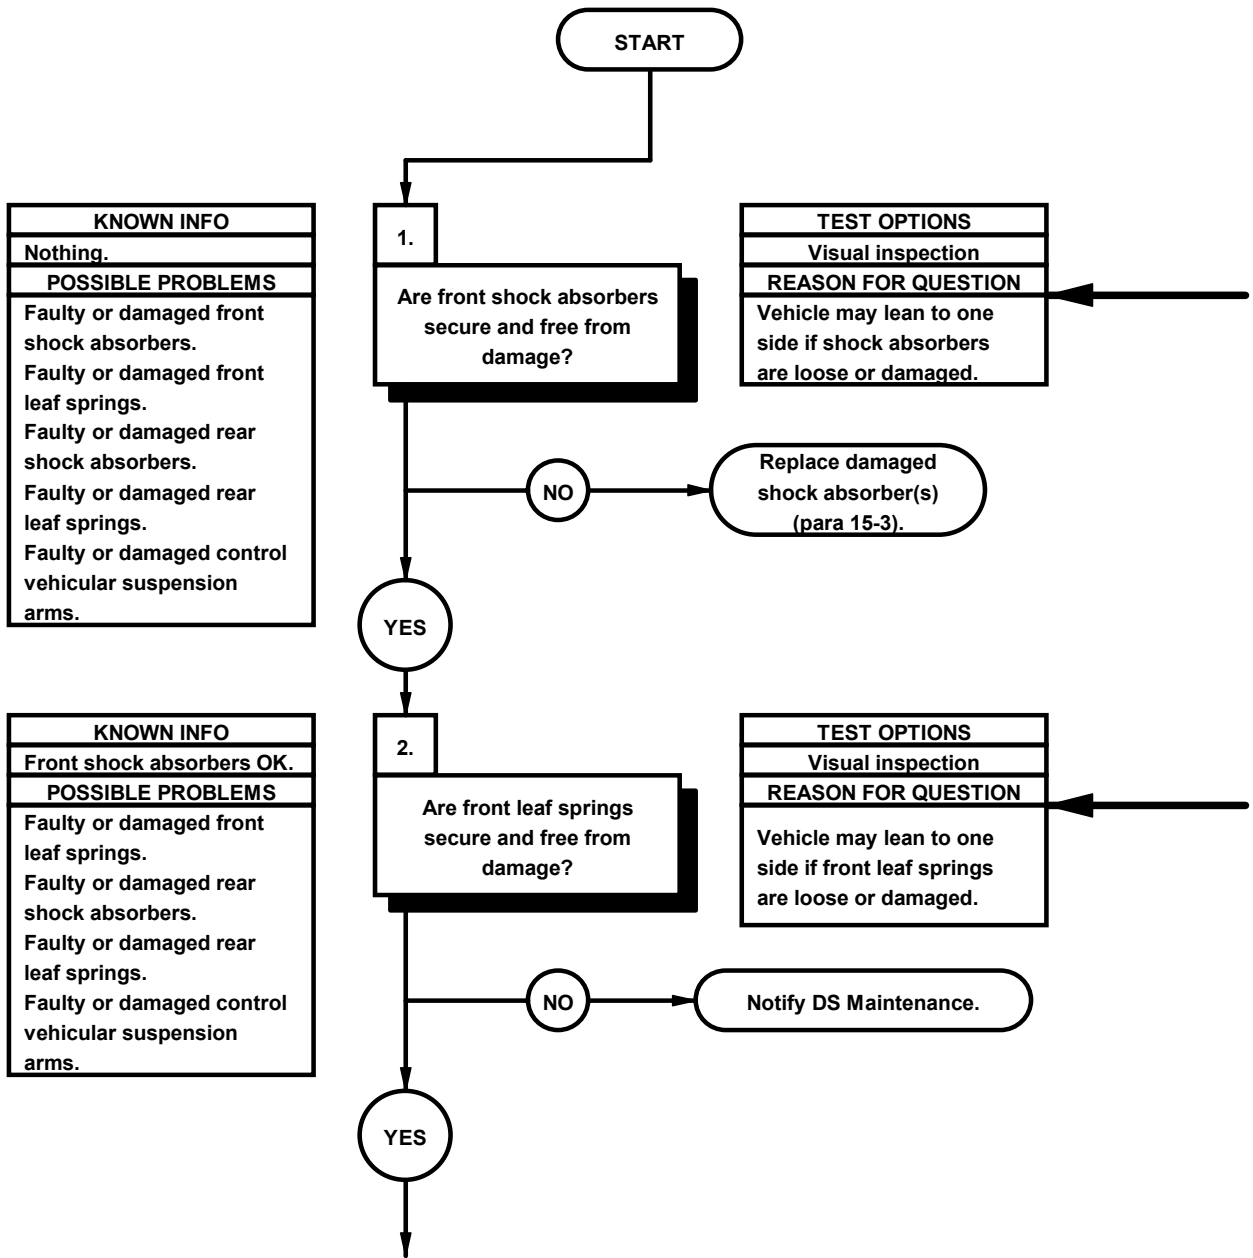 START
KNOWN INFO
Nothing.
POSSIBLE PROBLEMS
Faulty or damaged front
shock absorbers.
Faulty or damaged front
leaf springs.
Faulty or damaged rear
shock absorbers.
Faulty or damaged rear
leaf springs.
Faulty or damaged control
vehicular suspension
arms.
1.
Are front shock absorbers
secure and free from
damage?
TEST OPTIONS
Visual inspection
REASON FOR QUESTION
Vehicle may lean to one
side if shock absorbers
are loose or damaged.
NO
Replace damaged
shock absorber(s)
(para 15-3).
YES
KNOWN INFO
Front shock absorbers OK.
POSSIBLE PROBLEMS
Faulty or damaged front
leaf springs.
Faulty or damaged rear
shock absorbers.
Faulty or damaged rear
leaf springs.
Faulty or damaged control
vehicular suspension
arms.
2.
Are front leaf springs
secure and free from
damage?
TEST OPTIONS
Visual inspection
REASON FOR QUESTION
Vehicle may lean to one
side if front leaf springs
are loose or damaged.
NO
Notify DS Maintenance.
YES